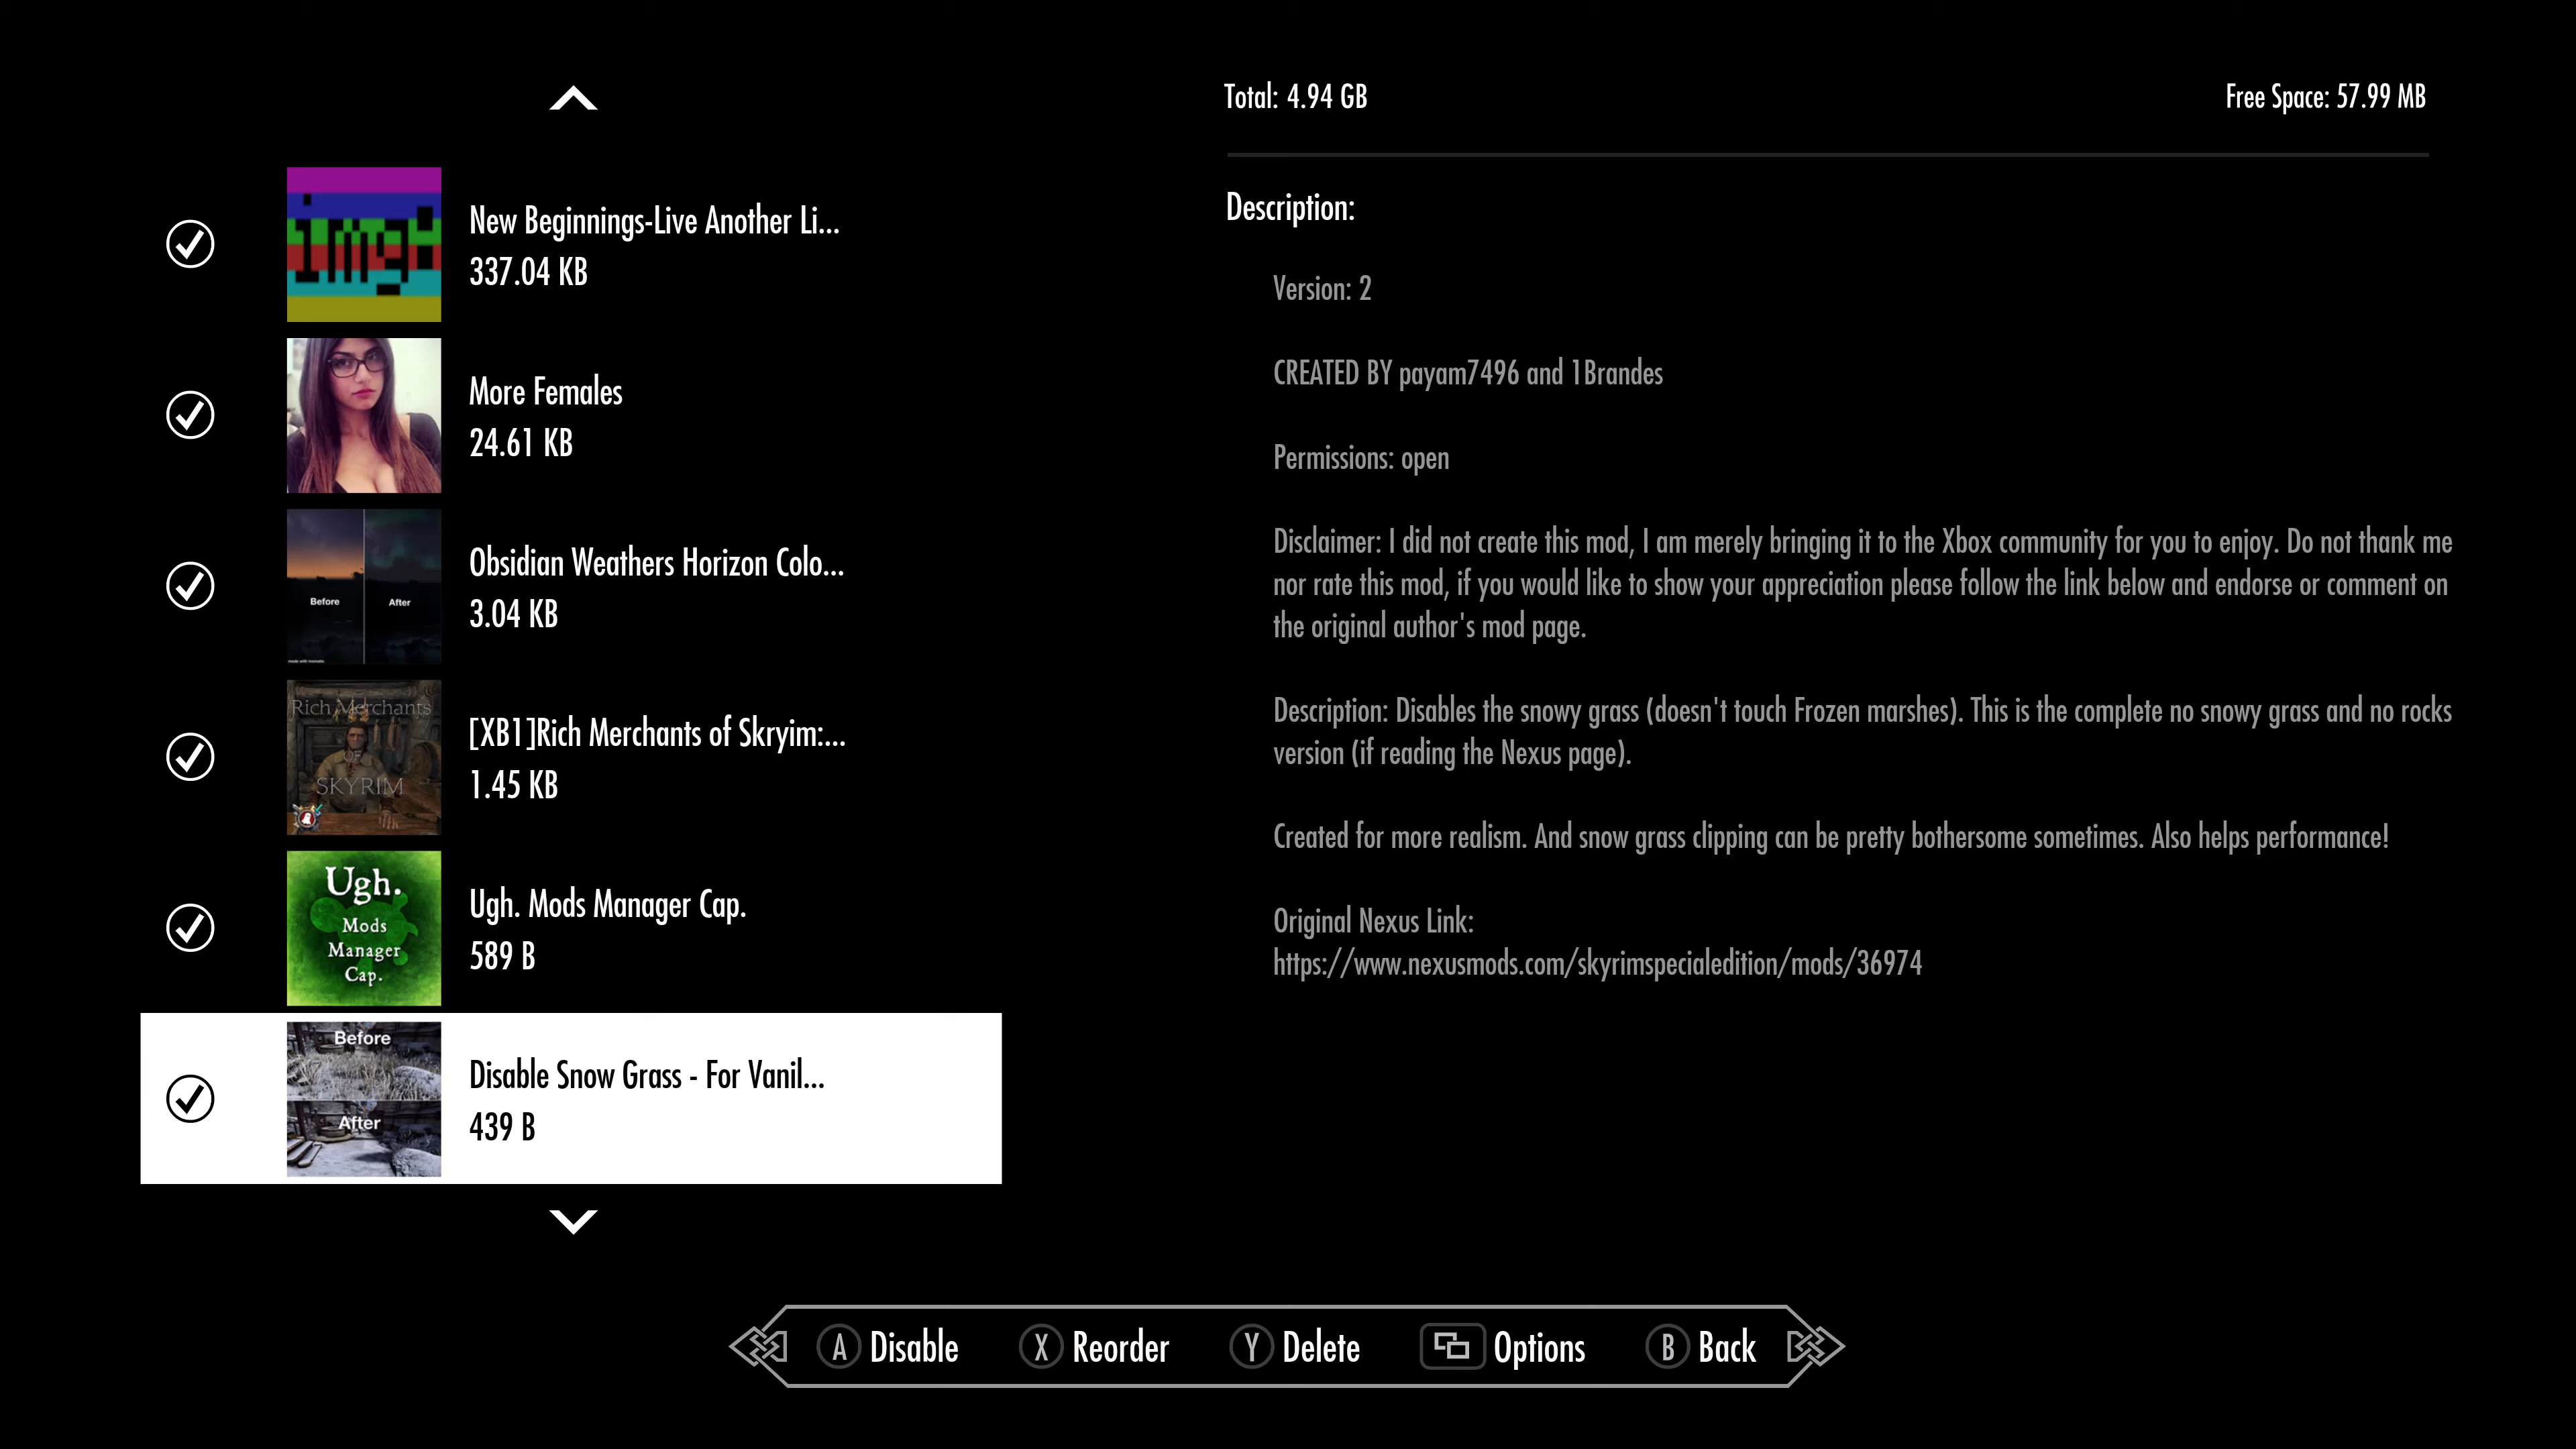 Total: 4.94 GB
Free Space: 57.99 MB
New Beginnings-Live Another Li...
337.04 KB
More Females
24.61 KB
Before
After
Obsidian Weathers Horizon Colo...
3.04 KB
Rich Merchants
OF
SKYRIM
[XB1]Rich Merchants of Skryim:...
1.45 KB
Ugh.
Mods
Manager
Cap.
Ugh. Mods Manager Cap.
589 B
Before
After
Disable Snow Grass - For Vanil...
439 B
Description:
Version: 2
CREATED BY payam7496 and 1Brandes
Permissions: open
Disclaimer: I did not create this mod, I am merely bringing it to the Xbox community for you to enjoy. Do not thank me
nor rate this mod, if you would like to show your appreciation please follow the link below and endorse or comment on
the original author's mod page.
Description: Disables the snowy grass (doesn't touch Frozen marshes). This is the complete no snowy grass and no rocks
version (if reading the Nexus page).
Created for more realism. And snow grass clipping can be pretty bothersome sometimes. Also helps performance!
Original Nexus Link:
https://www.nexusmods.com/skyrimspecialedition/mods/36974
A Disable X Reorder Y Delete Options B Back